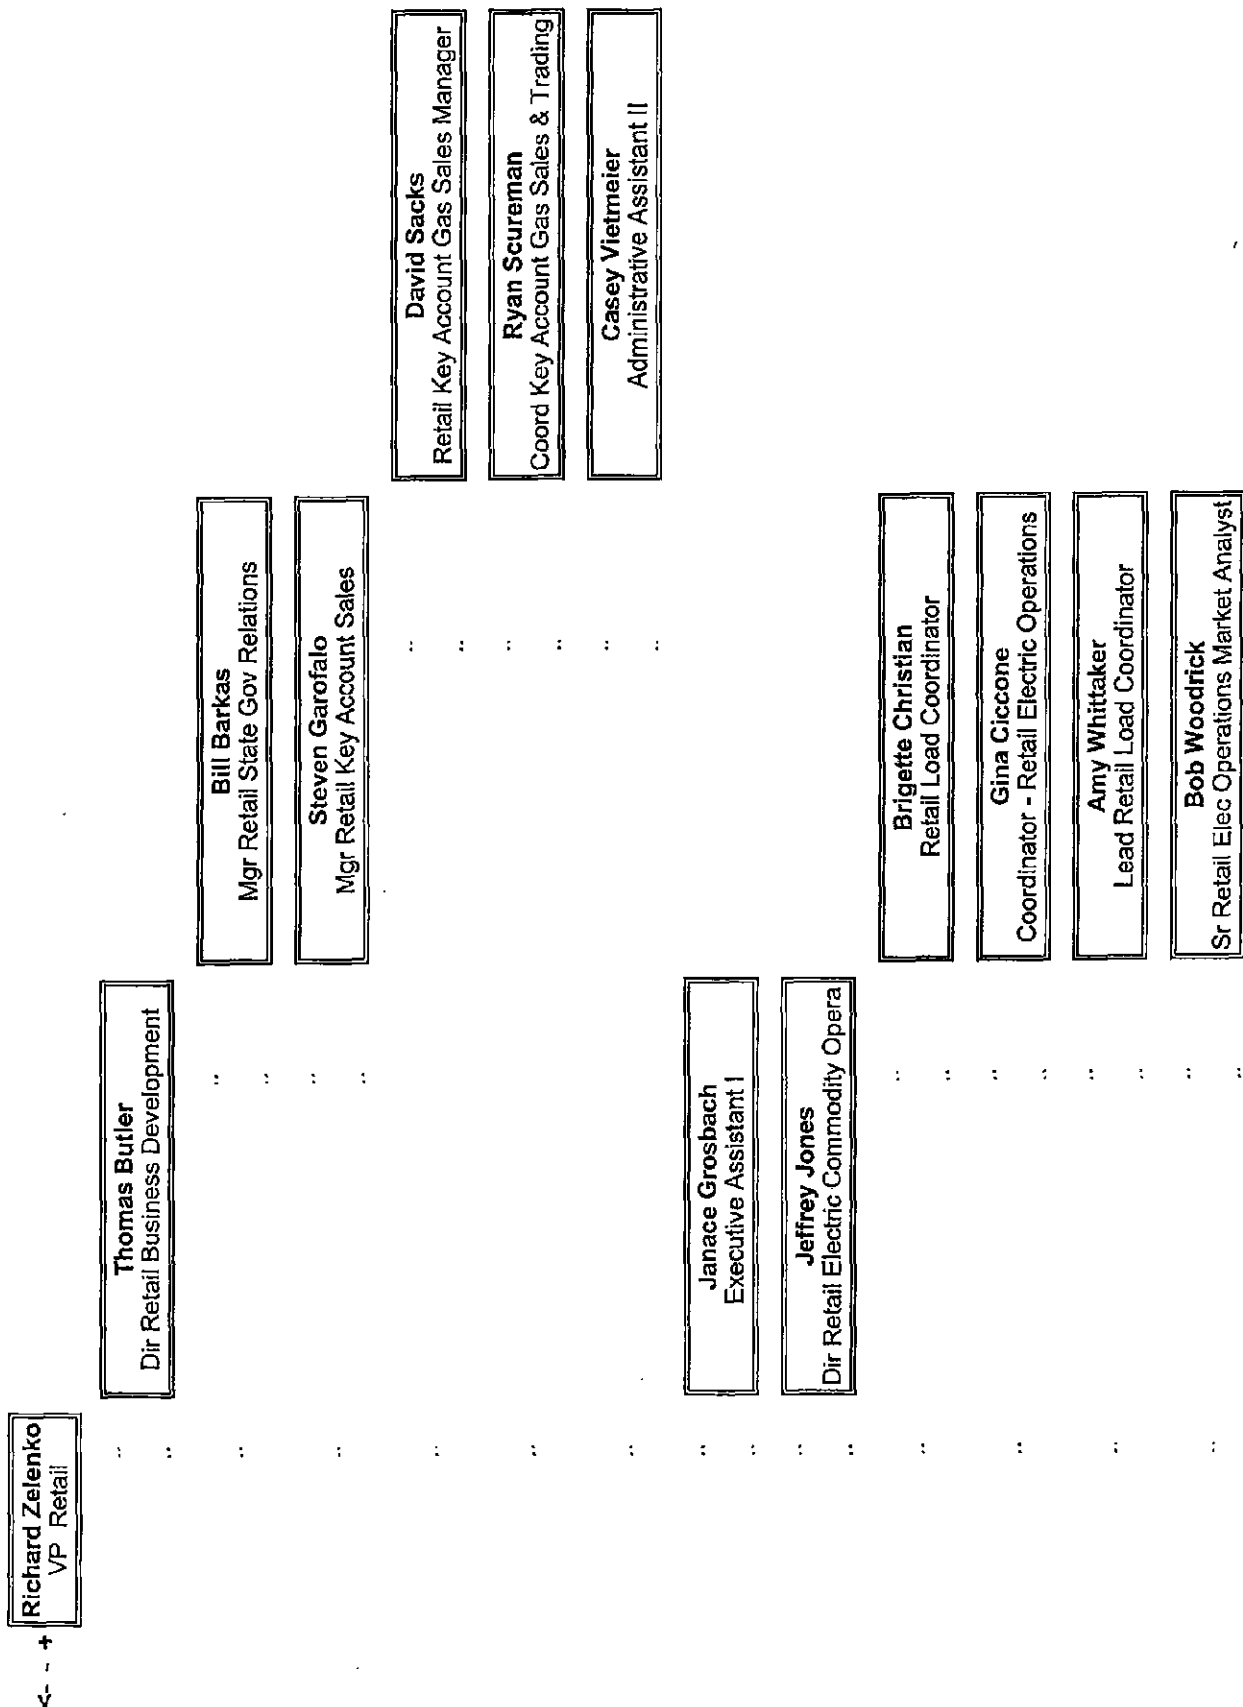 <- - +
Richard Zelenko
VP Retail
Thomas Butler
Dir Retail Business Development
Bill Barkas
Mgr Retail State Gov Relations
Steven Garofalo
Mgr Retail Key Account Sales
David Sacks
Retail Key Account Gas Sales Manager
Ryan Scureman
Coord Key Account Gas Sales & Trading
Casey Vietmeier
Administrative Assistant II
Janace Grosbach
Executive Assistant I
Jeffrey Jones
Dir Retail Electric Commodity Opera
Brigette Christian
Retail Load Coordinator
Gina Ciccone
Coordinator - Retail Electric Operations
Amy Whittaker
Lead Retail Load Coordinator
Bob Woodrick
Sr Retail Elec Operations Market Analyst